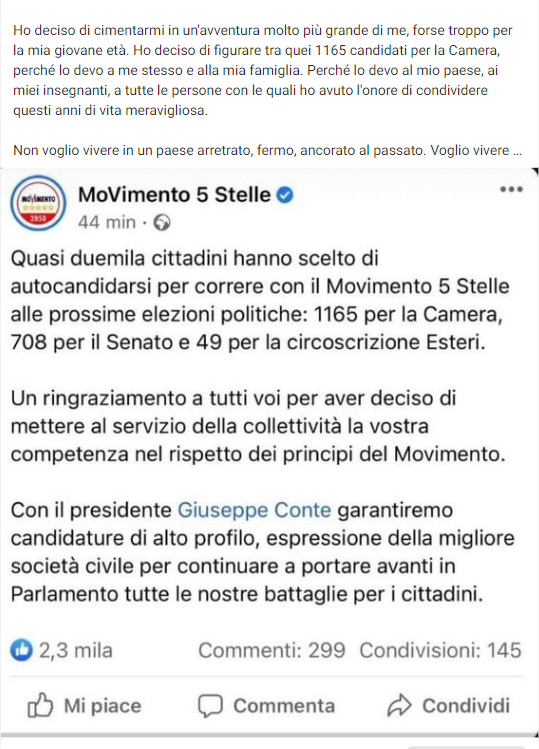 Ho deciso di cimentarmi in un'avventura molto più grande di me, forse troppo per
la mia giovane età. Ho deciso di figurare tra quei 1165 candidati per la Camera,
perché lo devo a me stesso e alla mia famiglia. Perché lo devo al mio paese, ai
miei insegnanti, a tutte le persone con le quali ho avuto l'onore di condividere
questi anni di vita meravigliosa.
Non voglio vivere in un paese arretrato, fermo, ancorato al passato. Voglio vivere ...
MOVIMENTO
2050
MoVimento 5 Stelle
44 min ·
Quasi duemila cittadini hanno scelto di
autocandidarsi per correre con il Movimento 5 Stelle
alle prossime elezioni politiche: 1165 per la Camera,
708 per il Senato e 49 per la circoscrizione Esteri.
Un ringraziamento a tutti voi per aver deciso di
mettere al servizio della collettività la vostra
competenza nel rispetto dei principi del Movimento.
Con il presidente Giuseppe Conte garantiremo
candidature di alto profilo, espressione della migliore
società civile per continuare a portare avanti in
Parlamento tutte le nostre battaglie per i cittadini.
2,3 mila Commenti: 299 Condivisioni: 145
Mi piace Commenta Condividi